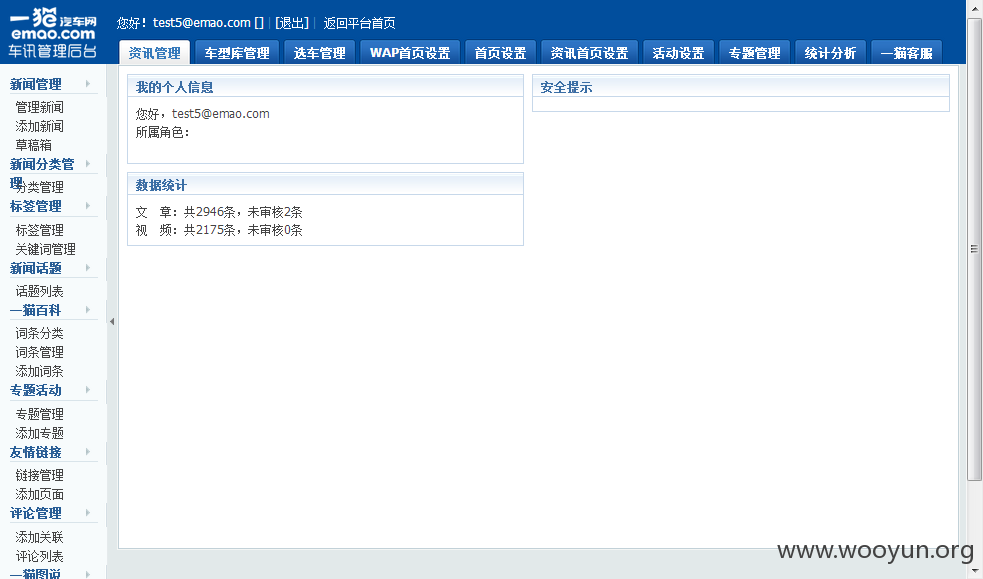 一猫汽车网
emao.com
车讯管理后台
您好！test5@emao.com [] | [退出] | 返回平台首页
资讯管理 车型库管理 选车管理 WAP首页设置 首页设置 资讯首页设置 活动设置 专题管理 统计分析 一猫客服
新闻管理
管理新闻
添加新闻
草稿箱
新闻分类管
理
分类管理
标签管理
标签管理
关键词管理
新闻话题
话题列表
一猫百科
词条分类
词条管理
添加词条
专题活动
专题管理
添加专题
友情链接
链接管理
添加页面
评论管理
添加关联
评论列表
一猫图说
我的个人信息
您好，test5@emao.com
所属角色：
数据统计
文 章：共2946条，未审核2条
视 频：共2175条，未审核0条
安全提示
www.wooyun.org